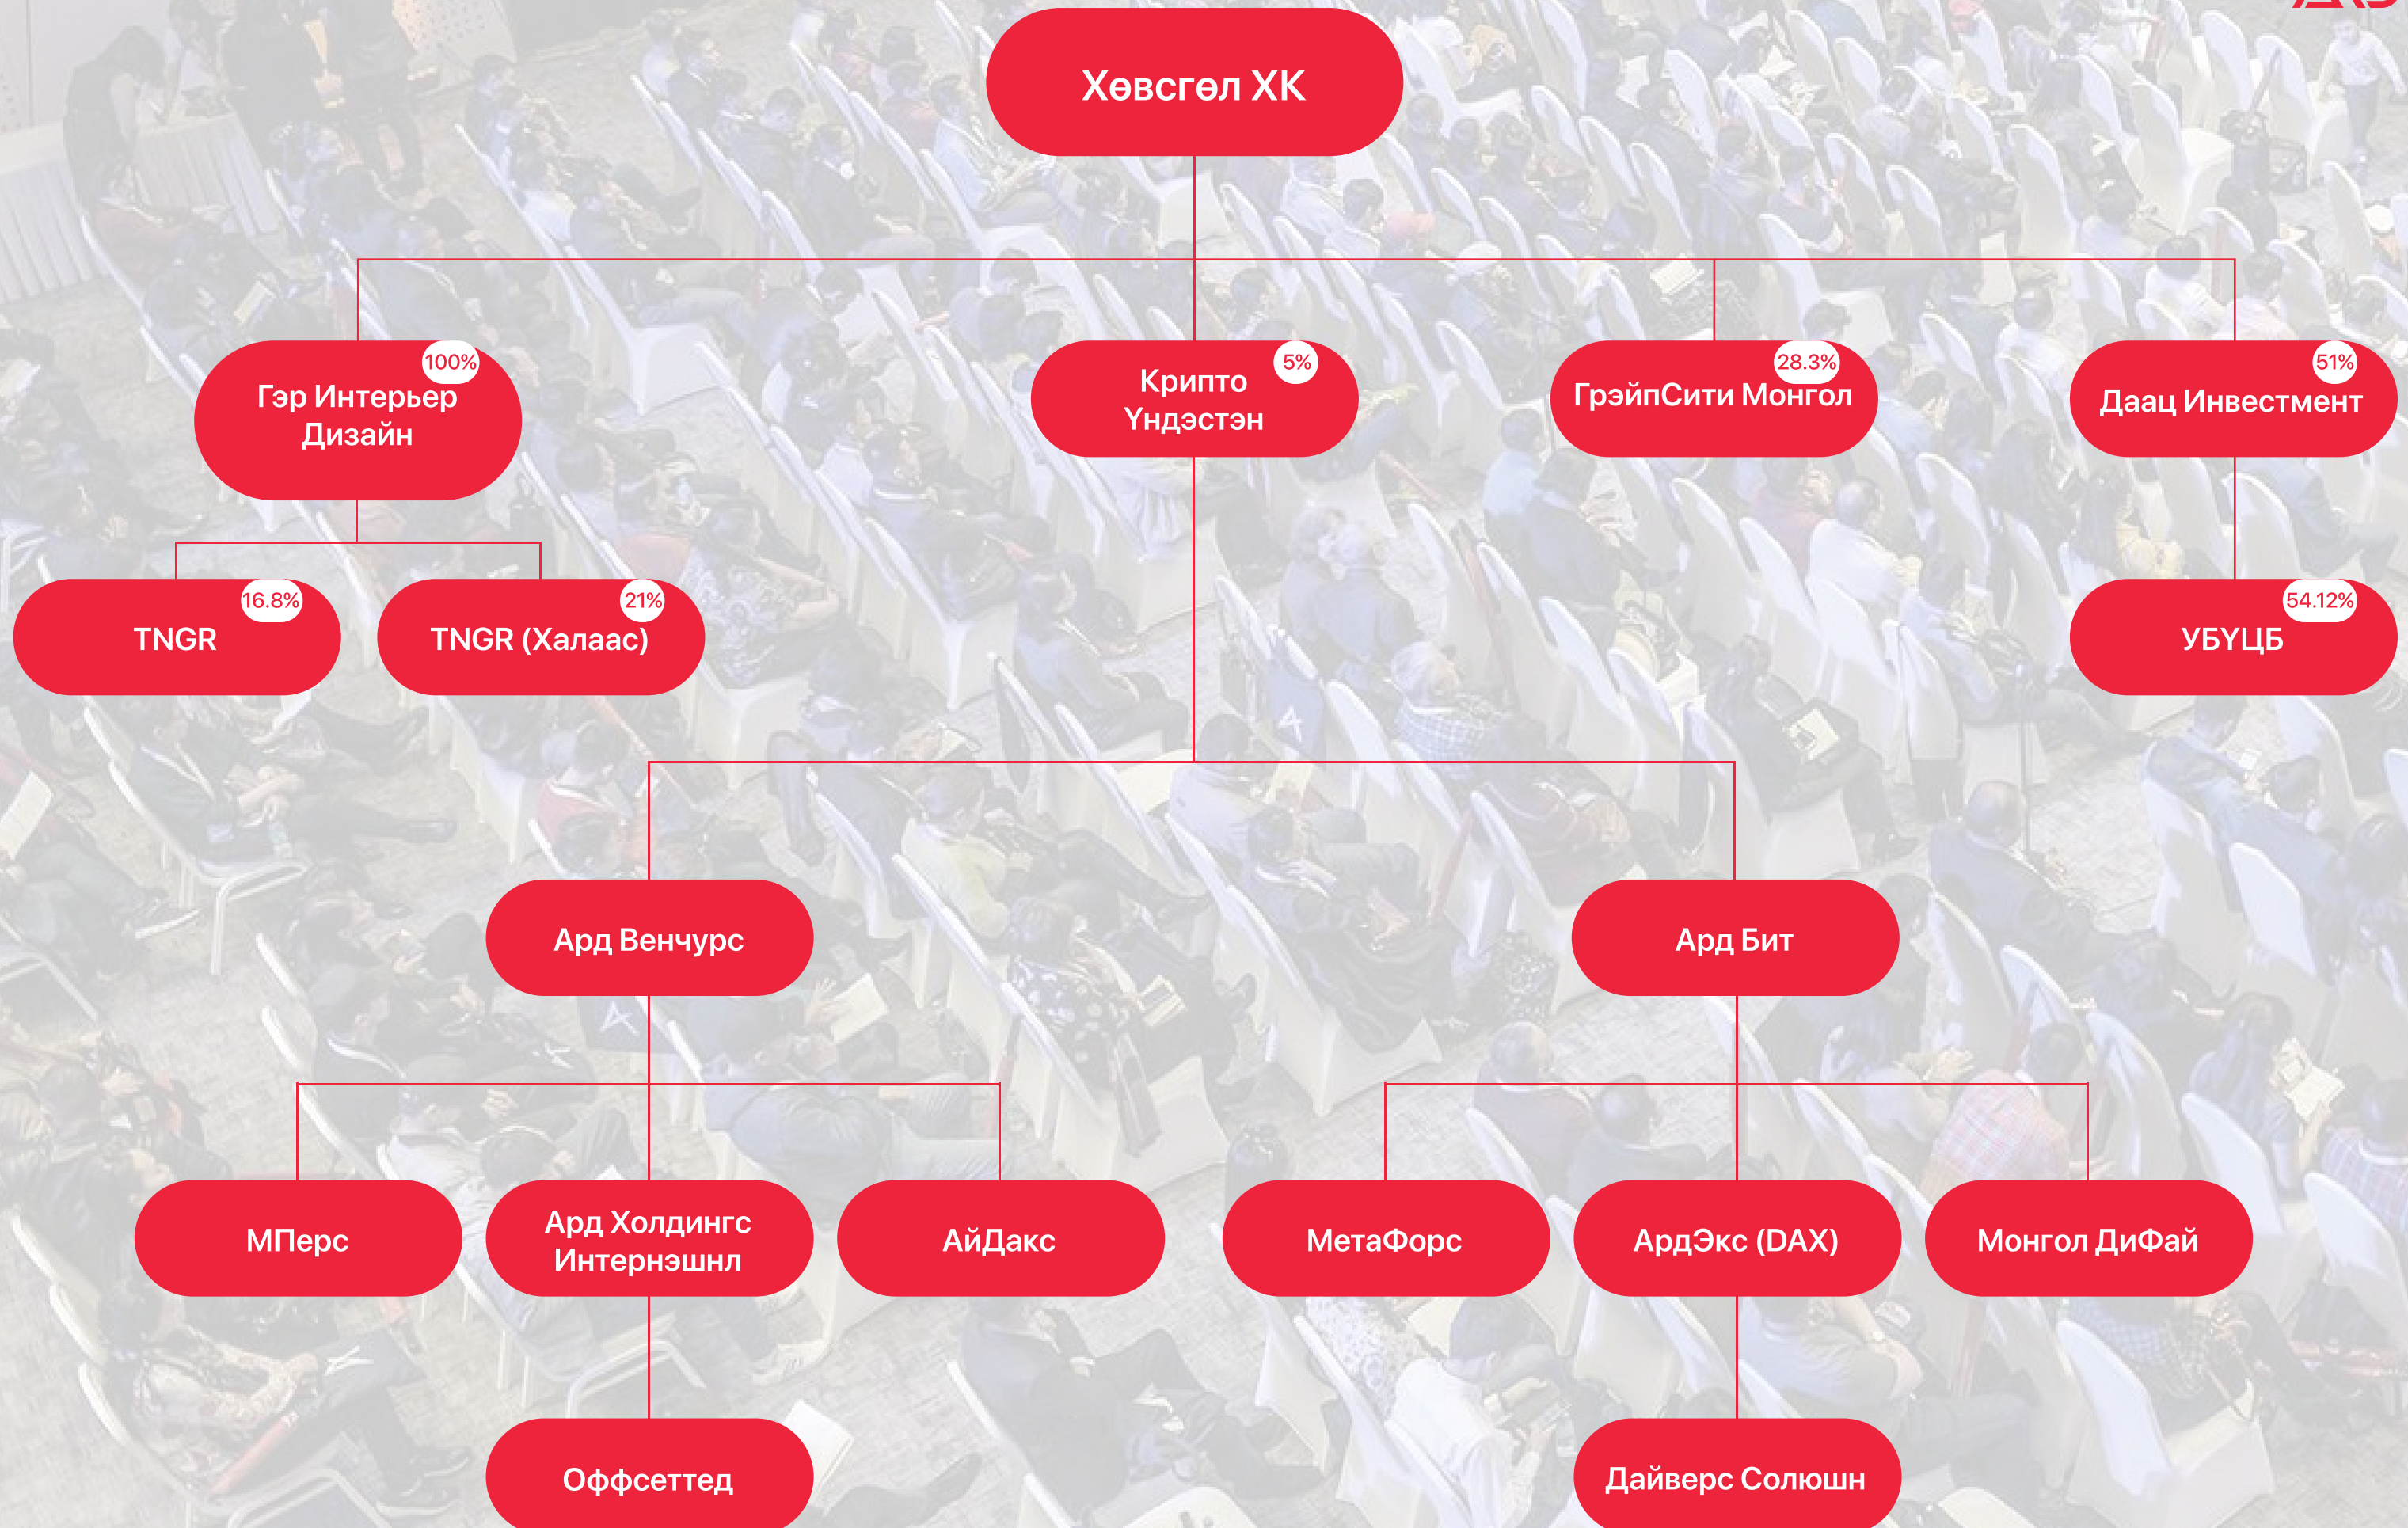 Хөвсгөл ХК
100%
Гэр Интерьер
Дизайн
5%
Крипто
Үндэстэн
28.3%
ГрэйпСити Монгол
51%
Даац Инвестмент
16.8%
TNGR
21%
TNGR (Халаас)
54.12%
УБҮЦБ
Ард Венчурс
Ард Бит
МПерс
Ард Холдингс
Интернэшнл
АйДакс
МетаФорс
АрдЭкс (DAX)
Монгол ДиФай
Оффсеттед
Дайверс Солюшн